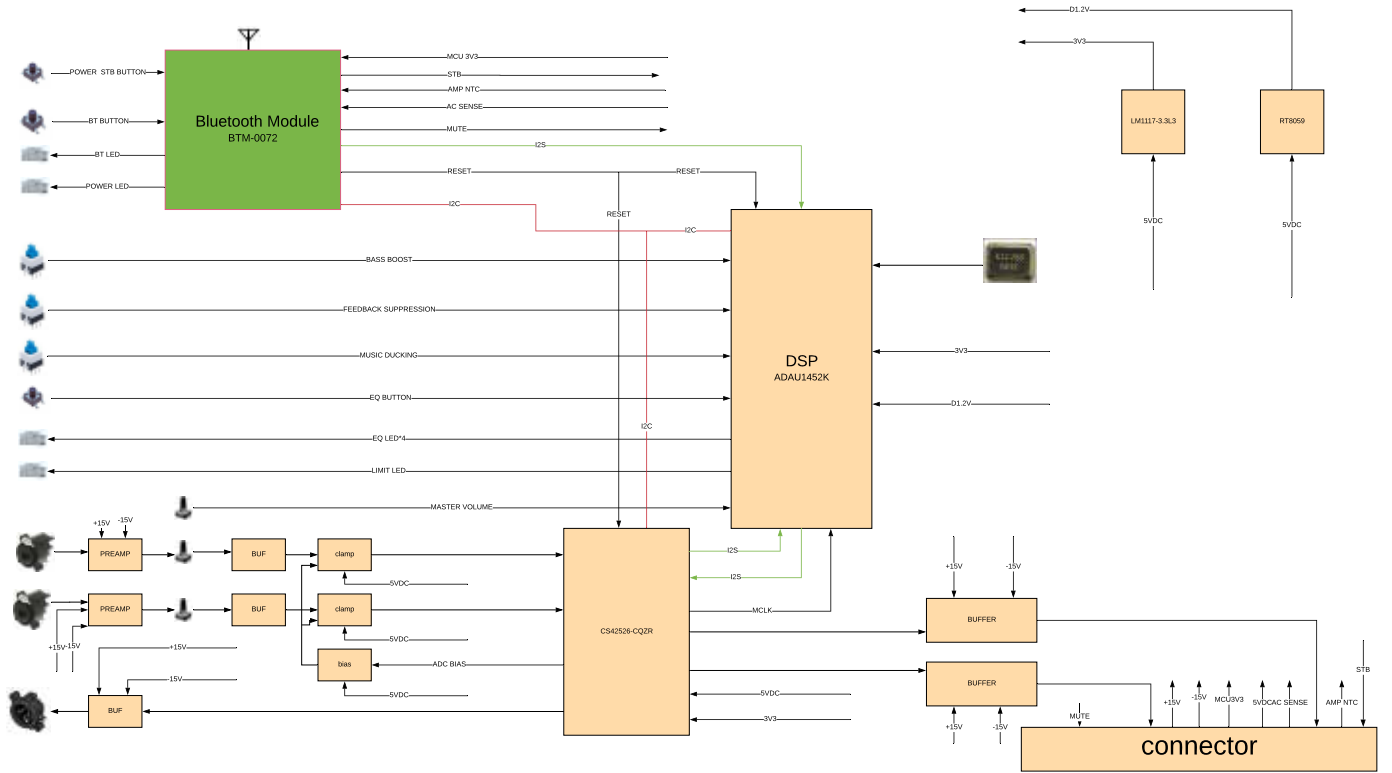 D1.2V
3V3
MCU 3V3
POWER STB BUTTON
STB
AMP NTC
AC SENSE
Bluetooth Module
BTM-0072
BT BUTTON
MUTE
LM1117-3.3L3
RT8059
I2S
BT LED
RESET
RESET
POWER LED
I2C
RESET
5VDC
5VDC
I2C
BASS BOOST
FEEDBACK SUPPRESSION
3V3
MUSIC DUCKING
DSP
ADAU1452K
EQ BUTTON
D1.2V
I2C
EQ LED*4
LIMIT LED
MASTER VOLUME
+15V
-15V
PREAMP
BUF
clamp
I2S
5VDC
I2S
+15V
-15V
PREAMP
BUF
clamp
MCLK
BUFFER
CS42526-CQZR
5VDC
+15V
-15V
+15V
bias
ADC BIAS
STB
-15V
BUFFER
5VDC
5VDC
+15V
-15V
MCU3V3
5VDC
AC SENSE
AMP NTC
BUF
3V3
MUTE
+15V
-15V
connector